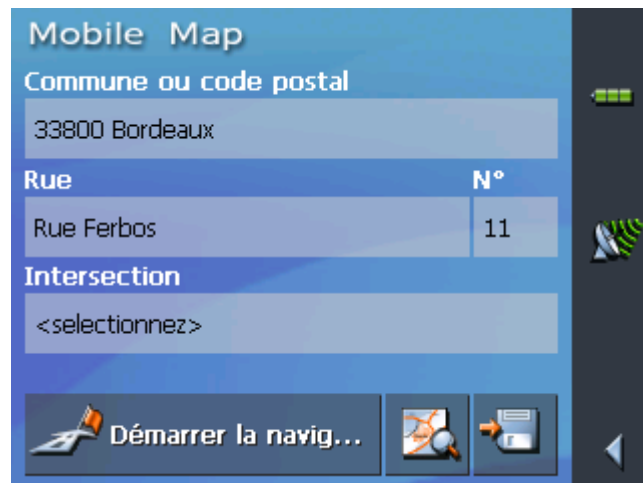 Mobile Map
Commune ou code postal
33800 Bordeaux
Rue N°
Rue Ferbos 11
Intersection
<selectionnez>
Démarrer la navig...